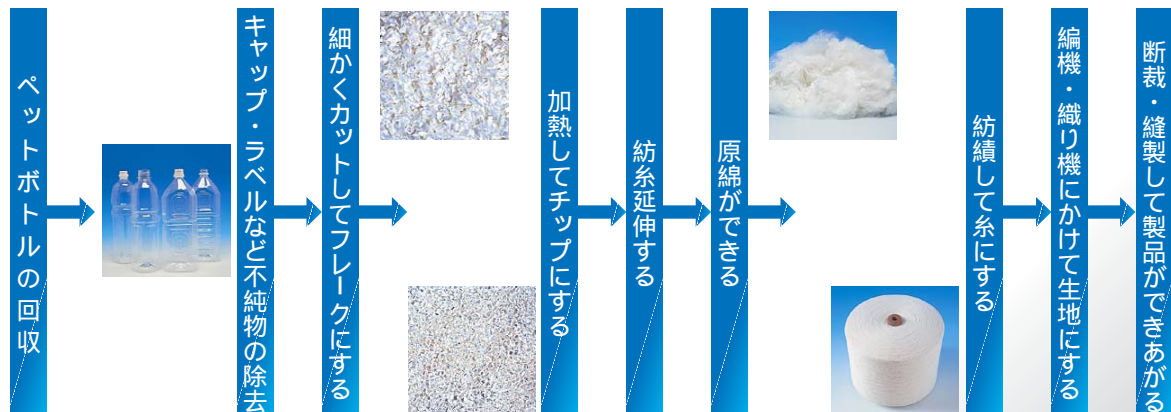 ペットボトルの回収
キャップ・ラベルなど不純物の除去
細かくカットしてフレークにする
加熱してチップにする
紡糸延伸する
原綿ができる
紡績して糸にする
編機・織り機にかけて生地にする
断裁・縫製して製品ができあがる